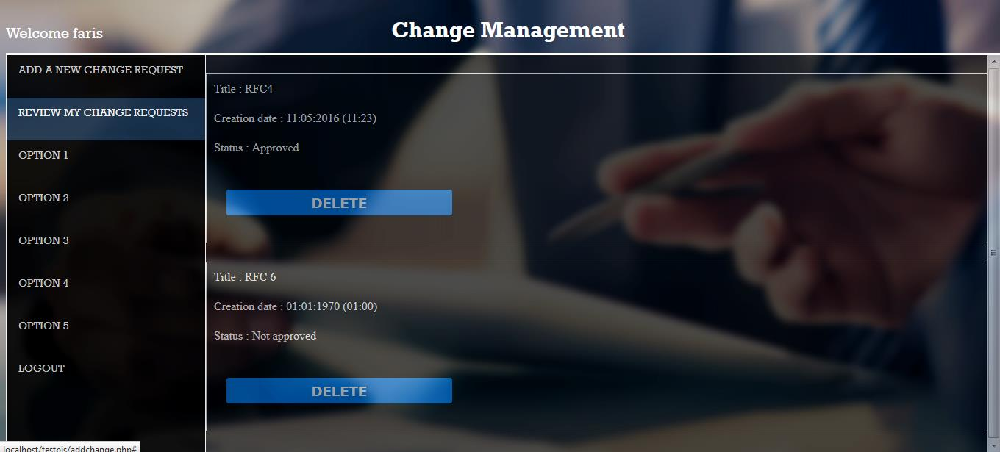 Welcome faris
Change Management
ADD A NEW CHANGE REQUEST
REVIEW MY CHANGE REQUESTS
OPTION 1
OPTION 2
OPTION 3
OPTION 4
OPTION 5
LOGOUT
Title : RFC4
Creation date : 11:05:2016 (11:23)
Status : Approved
DELETE
Title : RFC 6
Creation date : 01:01:1970 (01:00)
Status : Not approved
DELETE
localhost/testpis/addchange.php#